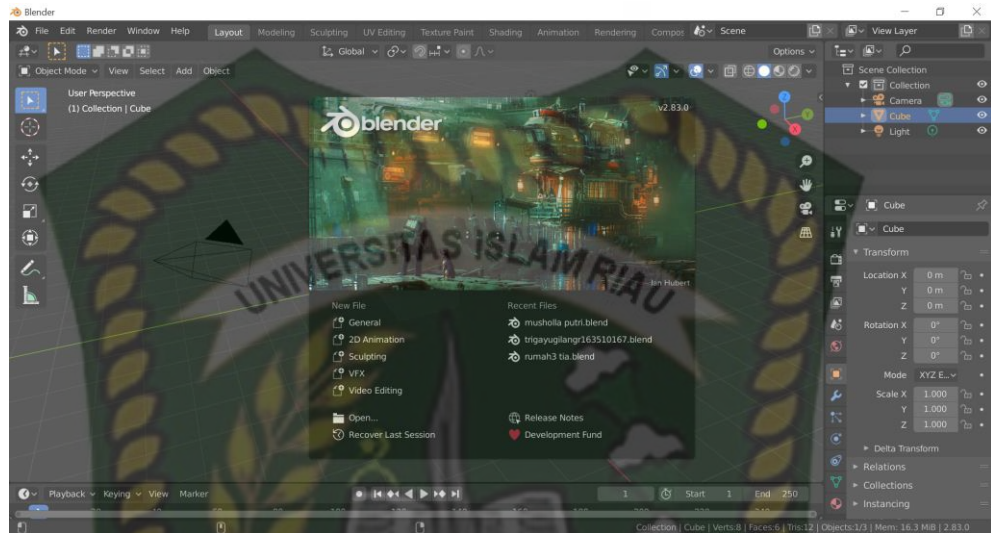 Blender
File Edit Render Window Help Layout Modeling Sculpting UV Editing Texture Paint Shading Animation Rendering Compos Scene View Layer
Global Options
Object Mode View Select Add Object
User Perspective
(1) Collection | Cube
blender
v2.83.0
Ian Hubert
New File
General
2D Animation
Sculpting
VFX
Video Editing
Open...
Recover Last Session
Recent Files
musholla putri.blend
trigayugilangr163510167.blend
rumah3 tia.blend
Release Notes
Development Fund
UNIVERSITAS ISLAM RIAU
Scene Collection
Collection
Camera
Cube
Light
Cube
Cube
Transform
Location X 0 m
Y 0 m
Z 0 m
Rotation X 0°
Y 0°
Z 0°
Mode XYZ E...
Scale X 1.000
Y 1.000
Z 1.000
Delta Transform
Relations
Collections
Instancing
Playback Keying View Marker 1 Start 1 End 250
Collection | Cube | Verts:8 | Faces:6 | Tris:12 | Objects:1/3 | Mem: 16.3 MiB | 2.83.0